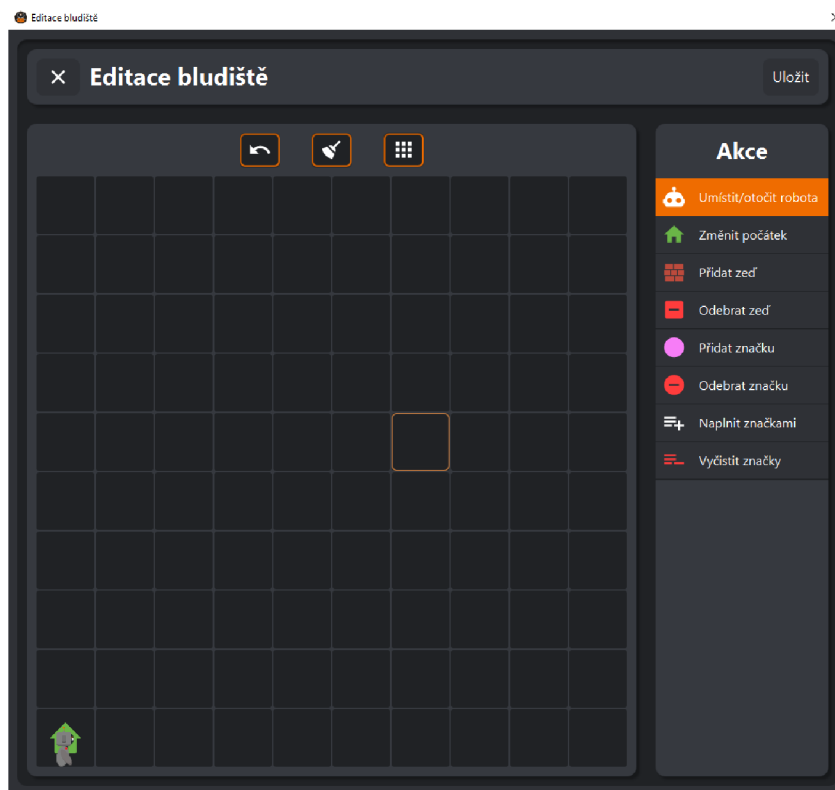 Editace bludiště
Editace bludiště
Uložit
Akce
Umístit/otočit robota
Změnit počátek
Přidat zeď
Odebrat zeď
Přidat značku
Odebrat značku
Naplnit značkami
Vyčistit značky